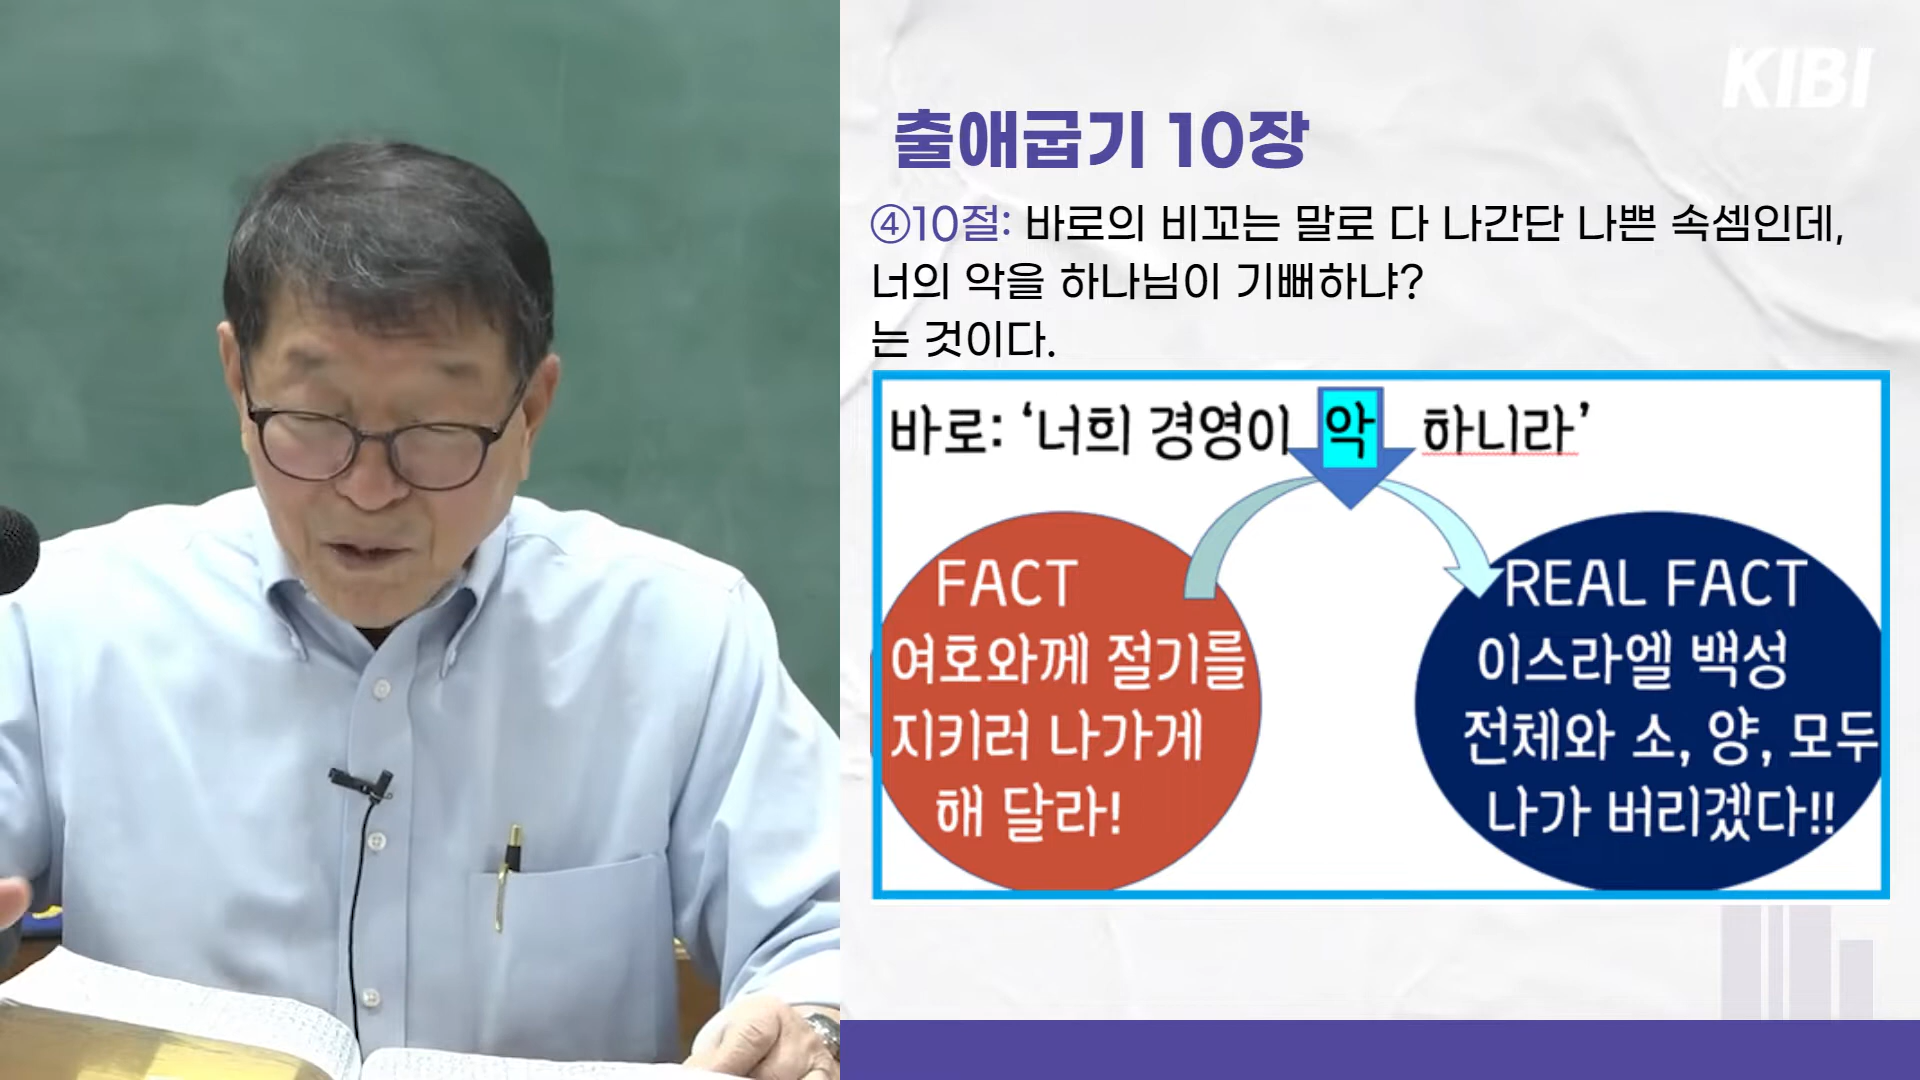 KIBI
출애굽기 10장
④10절: 바로의 비꼬는 말로 다 나간단 나쁜 속셈인데,
너의 악을 하나님이 기뻐하냐?
는 것이다.
바로: ‘너희 경영이 악 하니라’
FACT
여호와께 절기를
지키러 나가게
해 달라!
REAL FACT
이스라엘 백성
전체와 소, 양, 모두
나가 버리겠다!!